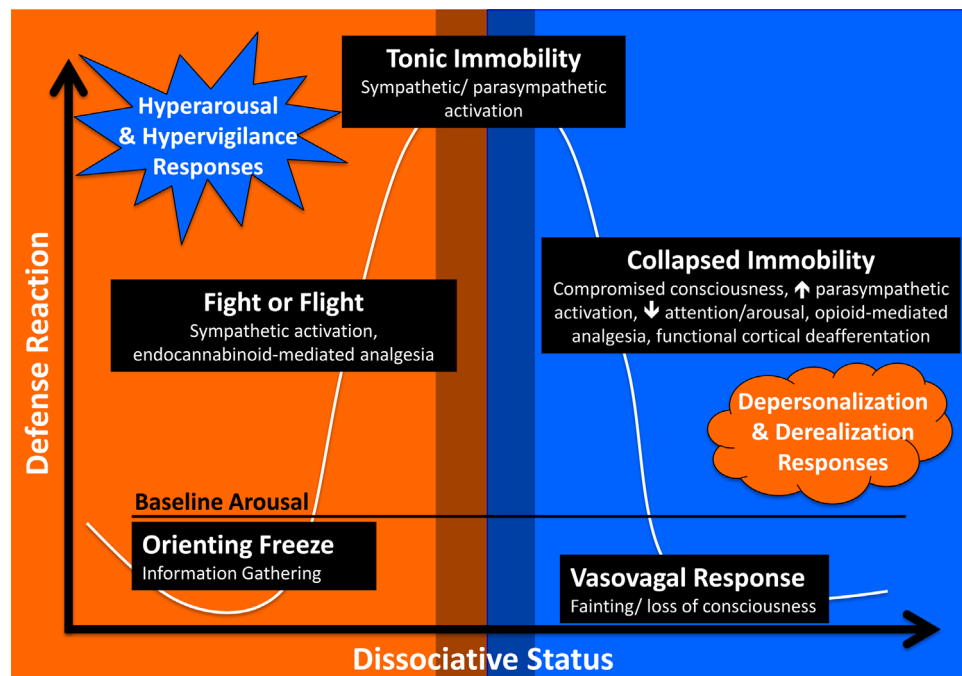 Tonic Immobility
Sympathetic/ parasympathetic
activation
Hyperarousal
& Hypervigilance
Responses
Defense Reaction
Fight or Flight
Sympathetic activation,
endocannabinoid-mediated analgesia
Collapsed Immobility
Compromised consciousness, ⬆ parasympathetic
activation, ⬇ attention/arousal, opioid-mediated
analgesia, functional cortical deafferentation
Depersonalization
& Derealization
Responses
Baseline Arousal
Orienting Freeze
Information Gathering
Vasovagal Response
Fainting/ loss of consciousness
Dissociative Status